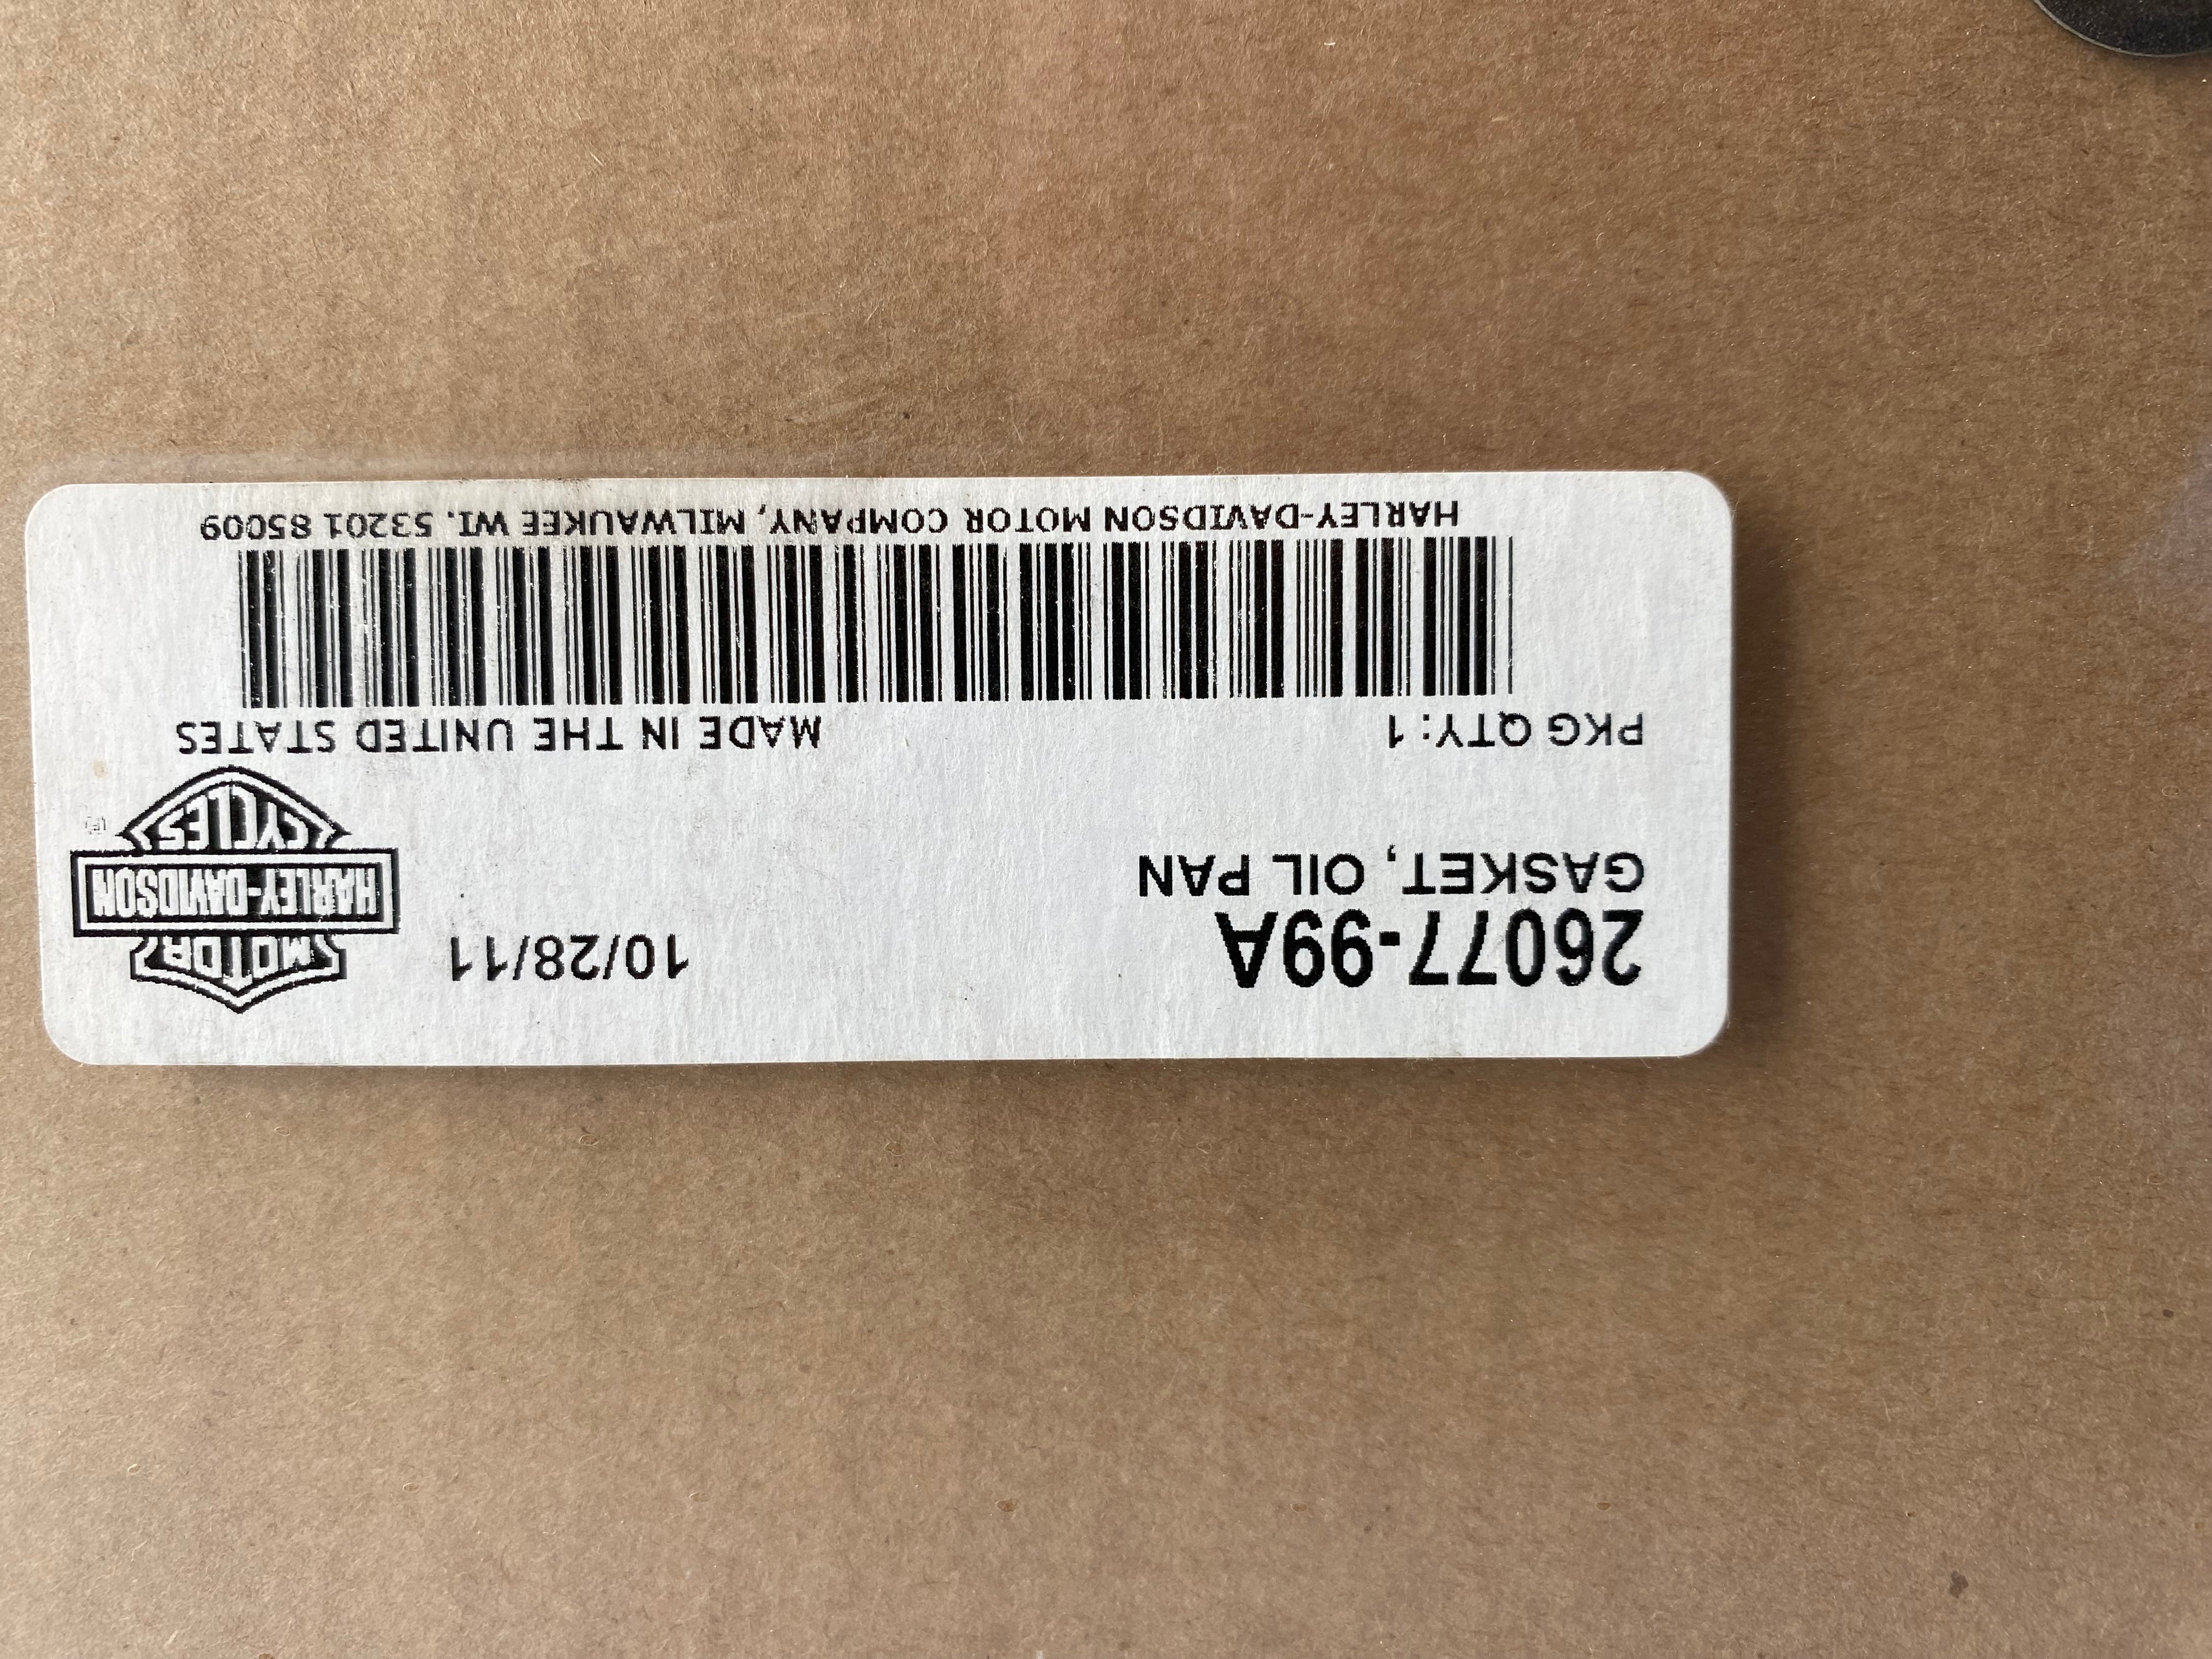 26077-99A
10/28/11
MOTOR
HARLEY-DAVIDSON
CYCLES
®
GASKET, OIL PAN
PKG QTY: 1
MADE IN THE UNITED STATES
HARLEY-DAVIDSON MOTOR COMPANY, MILWAUKEE WI. 53201 85009